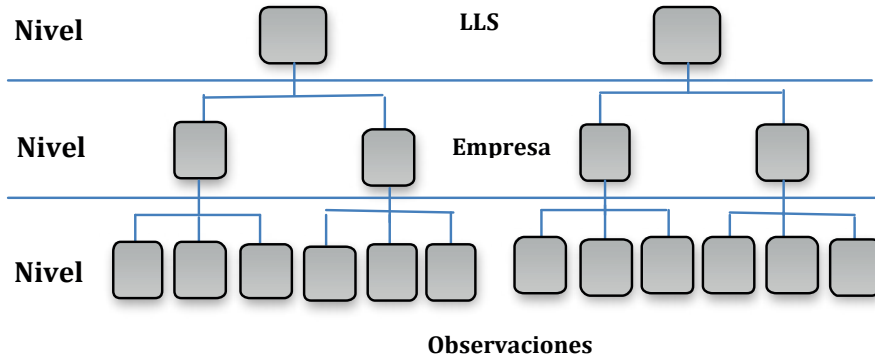 Nivel
LLS
Nivel
Empresa
Nivel
Observaciones